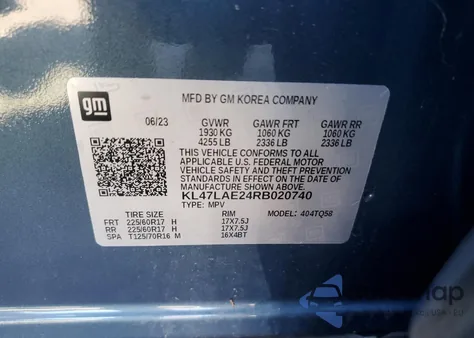 gm
MFD BY GM KOREA COMPANY
06/23 GVWR GAWR FRT GAWR RR
1930 KG 1060 KG 1060 KG
4255 LB 2336 LB 2336 LB
THIS VEHICLE CONFORMS TO ALL
APPLICABLE U.S. FEDERAL MOTOR
VEHICLE SAFETY AND THEFT PREVENTION
STANDARDS IN EFFECT ON THE DATE OF
MANUFACTURE SHOWN ABOVE.
KL47LAE24RB020740
TYPE: MPV
TIRE SIZE RIM MODEL: 404TQ58
FRT 225/60R17 H 17X7.5J
RR 225/60R17 H 17X7.5J
SPA T125/70R16 M 16X4BT